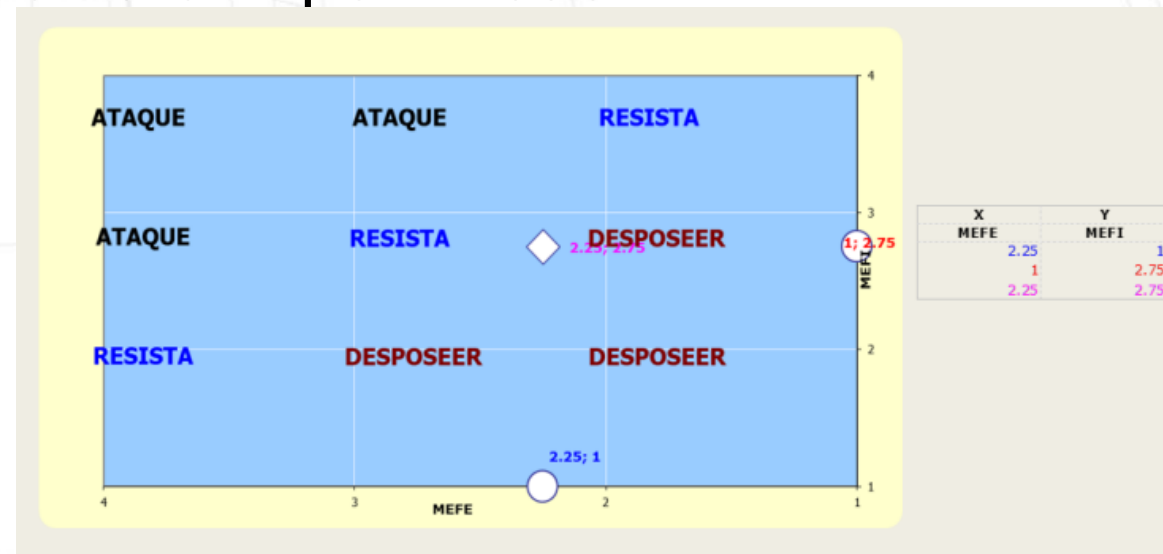 4
ATAQUE ATAQUE RESISTA
3
ATAQUE RESISTA DESPOSEER
2.25; 2.75
1; 2.75
MEFI
RESISTA DESPOSEER DESPOSEER
2
2.25; 1
1
4 3 2 1
MEFE
X Y
MEFE MEFI
2.25 1
1 2.75
2.25 2.75